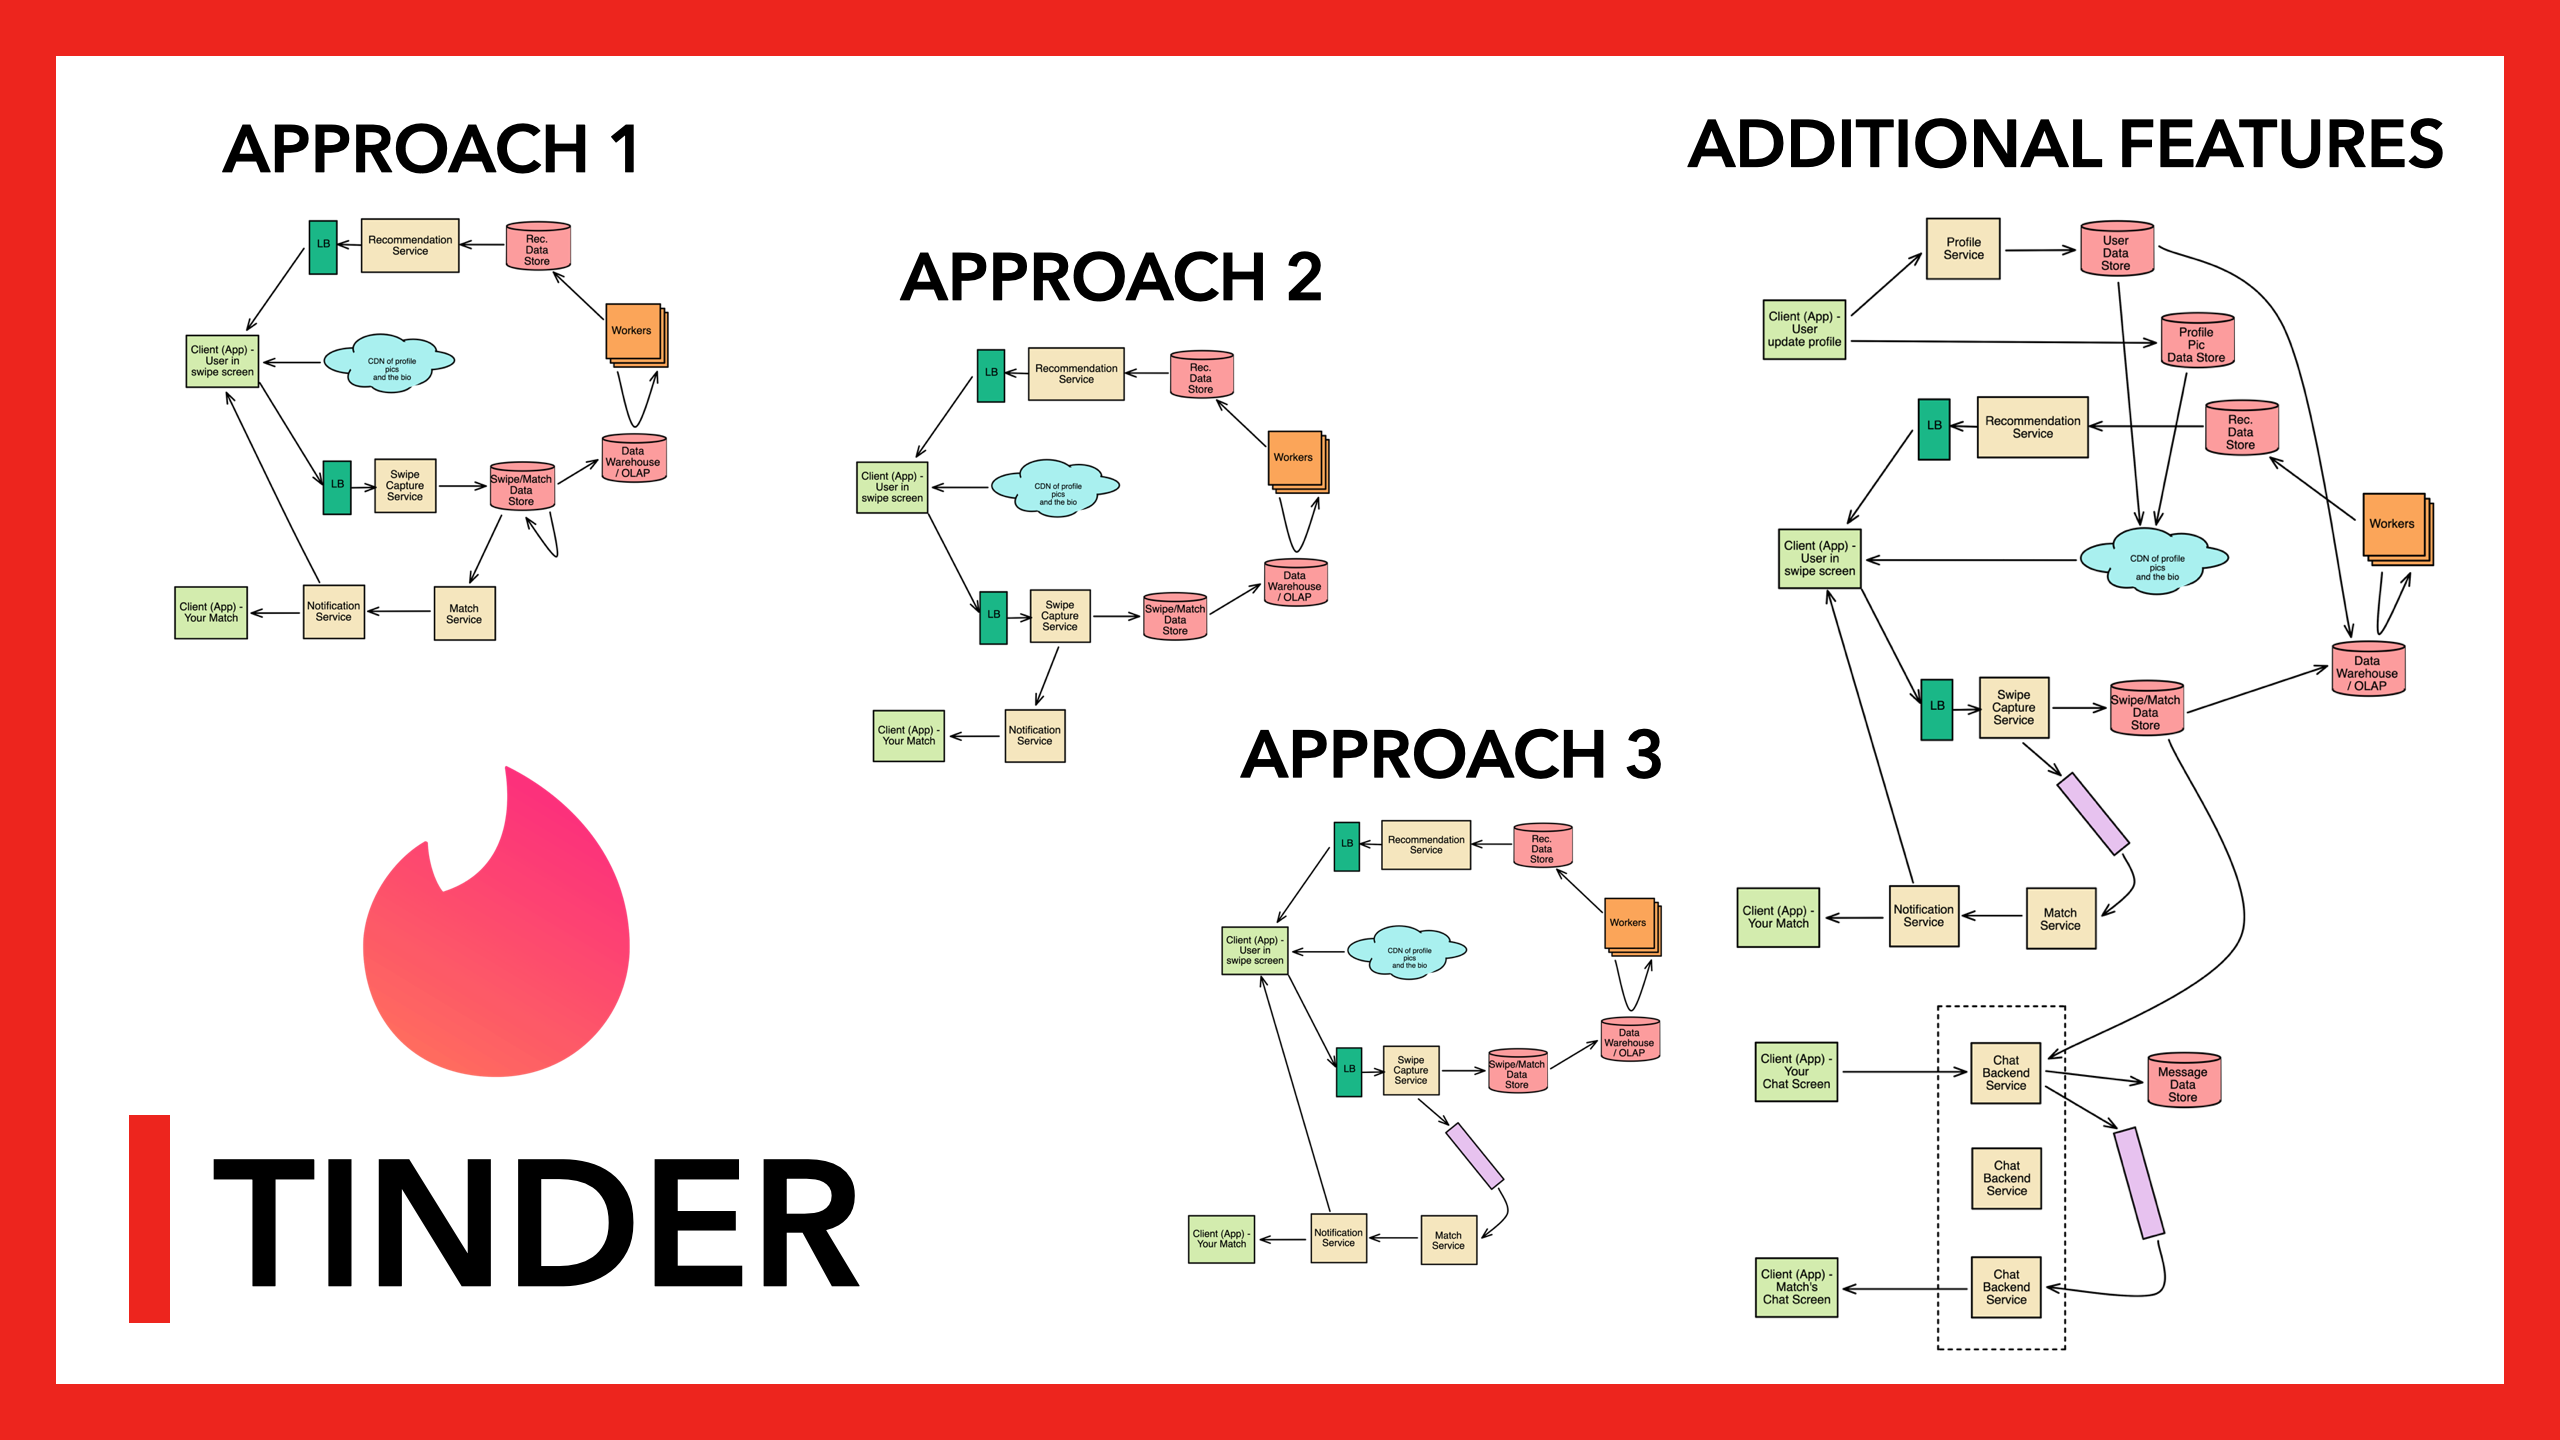 APPROACH 1
LB
Recommendation
Service
Rec.
Data
Store
Workers
Client (App) -
User in
swipe screen
CDN of profile
pics
and the bio
Data
Warehouse
/ OLAP
LB
Swipe
Capture
Service
Swipe/Match
Data
Store
Client (App) -
Your Match
Notification
Service
Match
Service
APPROACH 2
LB
Recommendation
Service
Rec.
Data
Store
Workers
Client (App) -
User in
swipe screen
CDN of profile
pics
and the bio
Data
Warehouse
/ OLAP
LB
Swipe
Capture
Service
Swipe/Match
Data
Store
Client (App) -
Your Match
Notification
Service
APPROACH 3
LB
Recommendation
Service
Rec.
Data
Store
Workers
Client (App) -
User in
swipe screen
CDN of profile
pics
and the bio
Data
Warehouse
/ OLAP
LB
Swipe
Capture
Service
Swipe/Match
Data
Store
Client (App) -
Your Match
Notification
Service
Match
Service
ADDITIONAL FEATURES
Profile
Service
User
Data
Store
Client (App) -
User
update profile
Profile
Pic
Data Store
LB
Recommendation
Service
Rec.
Data
Store
Workers
Client (App) -
User in
swipe screen
CDN of profile
pics
and the bio
Data
Warehouse
/ OLAP
LB
Swipe
Capture
Service
Swipe/Match
Data
Store
Client (App) -
Your Match
Notification
Service
Match
Service
Client (App) -
Your
Chat Screen
Chat
Backend
Service
Message
Data
Store
Chat
Backend
Service
Client (App) -
Match's
Chat Screen
Chat
Backend
Service
TINDER